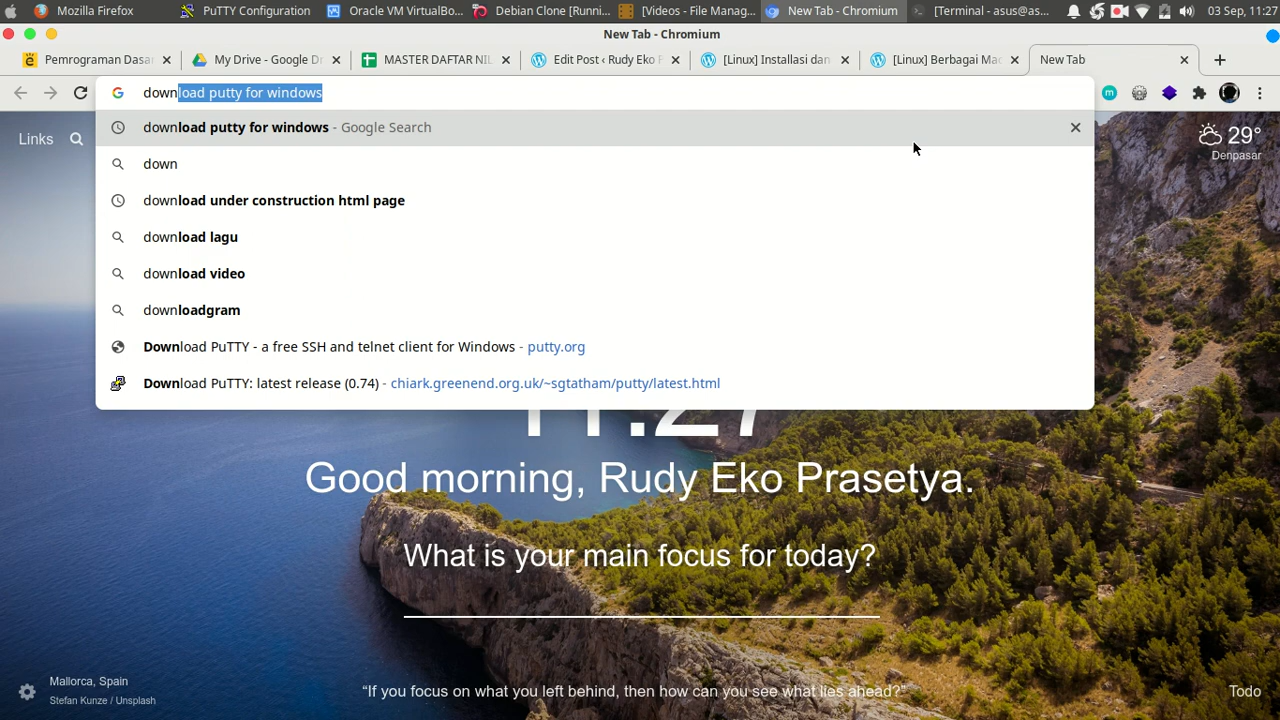 Mozilla Firefox
PuTTY Configuration
Oracle VM VirtualBo...
Debian Clone [Runni...
[Videos - File Manag...
New Tab - Chromium
[Terminal - asus@as...
03 Sep, 11:27
New Tab - Chromium
Pemrograman Dasar
My Drive - Google Dr
MASTER DAFTAR NIL
Edit Post ‹ Rudy Eko P
[Linux] Instalasi dan
[Linux] Berbagai Mac
New Tab
download putty for windows
Links
download putty for windows - Google Search
29°
Denpasar
down
download under construction html page
download lagu
download video
downloadgram
Download PuTTY - a free SSH and telnet client for Windows - putty.org
Download PuTTY: latest release (0.74) - chiark.greenend.org.uk/~sgtatham/putty/latest.html
11:27
Good morning, Rudy Eko Prasetya.
What is your main focus for today?
Mallorca, Spain
Stefan Kunze / Unsplash
“If you focus on what you left behind, then how can you see what lies ahead?”
Todo